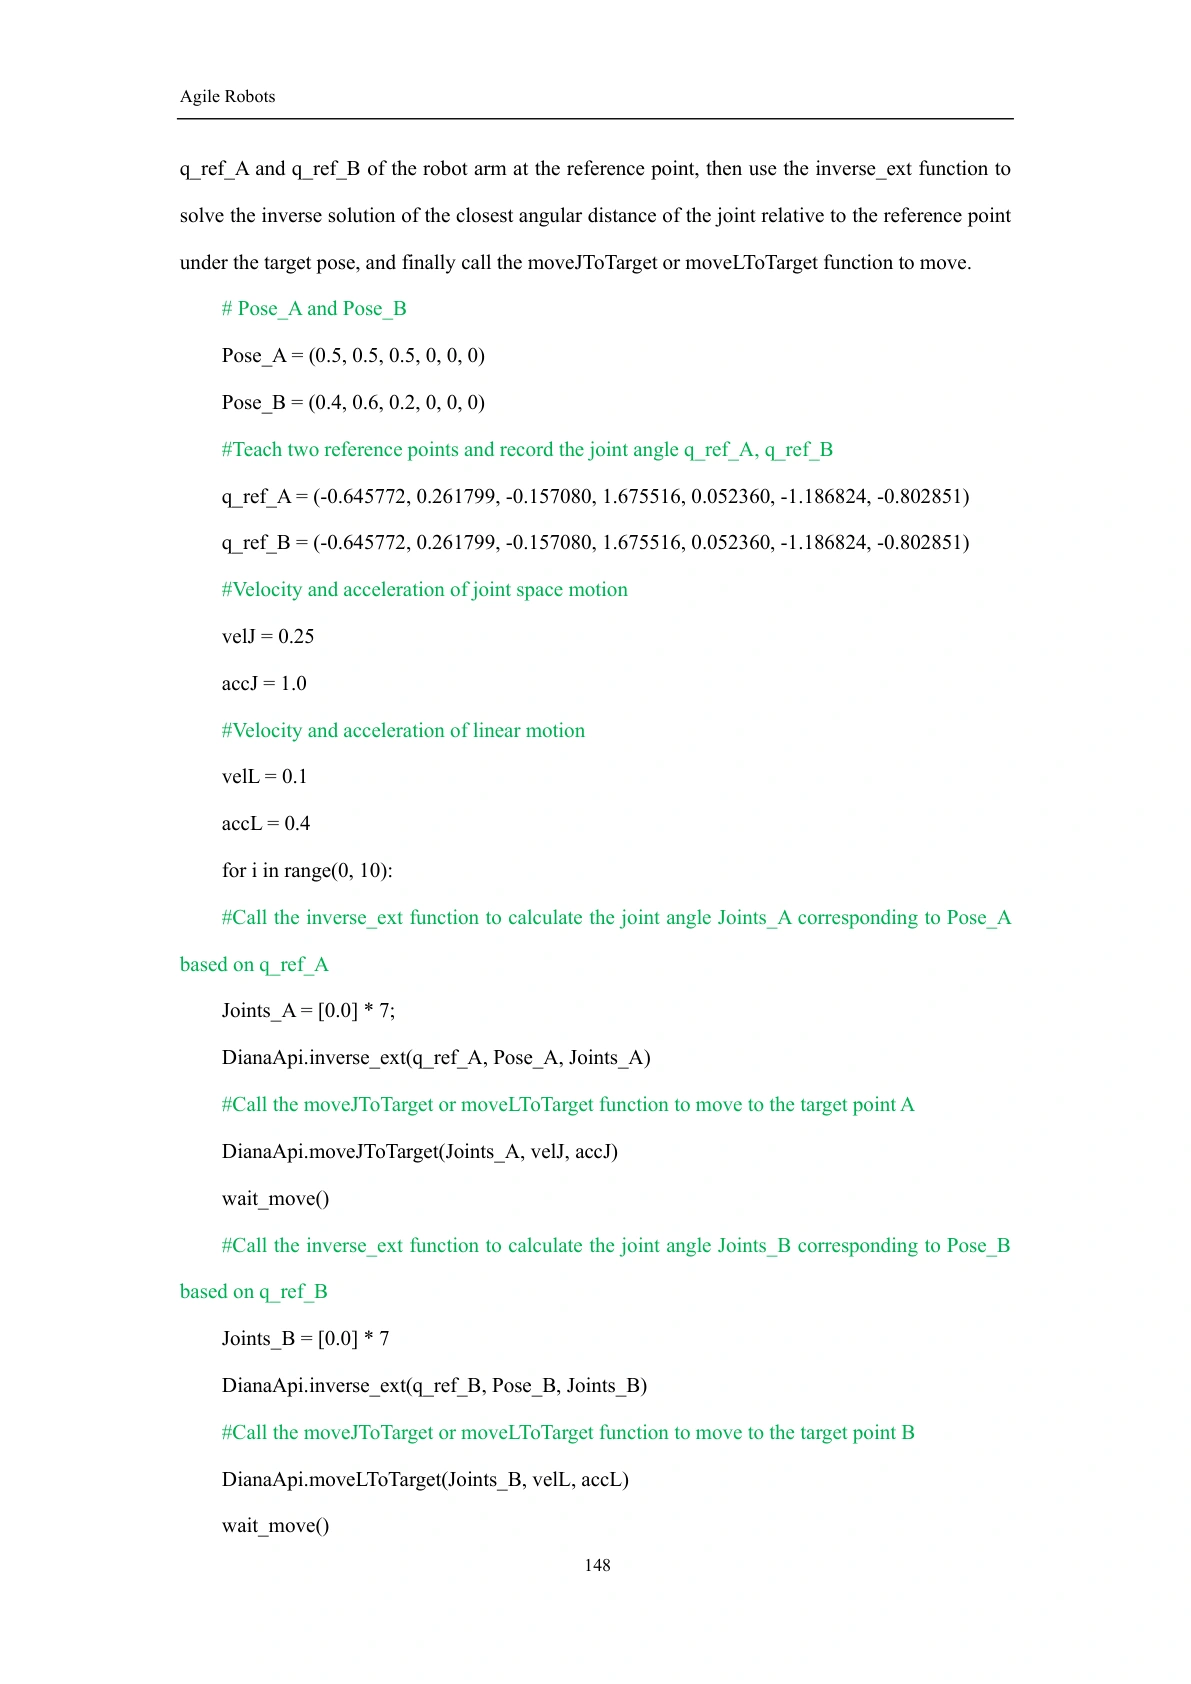 Agile Robots
q_ref_A and q_ref_B of the robot arm at the reference point, then use the inverse_ext function to
solve the inverse solution of the closest angular distance of the joint relative to the reference point
under the target pose, and finally call the moveJToTarget or moveLToTarget function to move.
# Pose_A and Pose_B
Pose_A = (0.5, 0.5, 0.5, 0, 0, 0)
Pose_B = (0.4, 0.6, 0.2, 0, 0, 0)
#Teach two reference points and record the joint angle q_ref_A, q_ref_B
q_ref_A = (-0.645772, 0.261799, -0.157080, 1.675516, 0.052360, -1.186824, -0.802851)
q_ref_B = (-0.645772, 0.261799, -0.157080, 1.675516, 0.052360, -1.186824, -0.802851)
#Velocity and acceleration of joint space motion
velJ = 0.25
accJ = 1.0
#Velocity and acceleration of linear motion
velL = 0.1
accL = 0.4
for i in range(0, 10):
#Call the inverse_ext function to calculate the joint angle Joints_A corresponding to Pose_A
based on q_ref_A
Joints_A = [0.0] * 7;
DianaApi.inverse_ext(q_ref_A, Pose_A, Joints_A)
#Call the moveJToTarget or moveLToTarget function to move to the target point A
DianaApi.moveJToTarget(Joints_A, velJ, accJ)
wait_move()
#Call the inverse_ext function to calculate the joint angle Joints_B corresponding to Pose_B
based on q_ref_B
Joints_B = [0.0] * 7
DianaApi.inverse_ext(q_ref_B, Pose_B, Joints_B)
#Call the moveJToTarget or moveLToTarget function to move to the target point B
DianaApi.moveLToTarget(Joints_B, velL, accL)
wait_move()
148